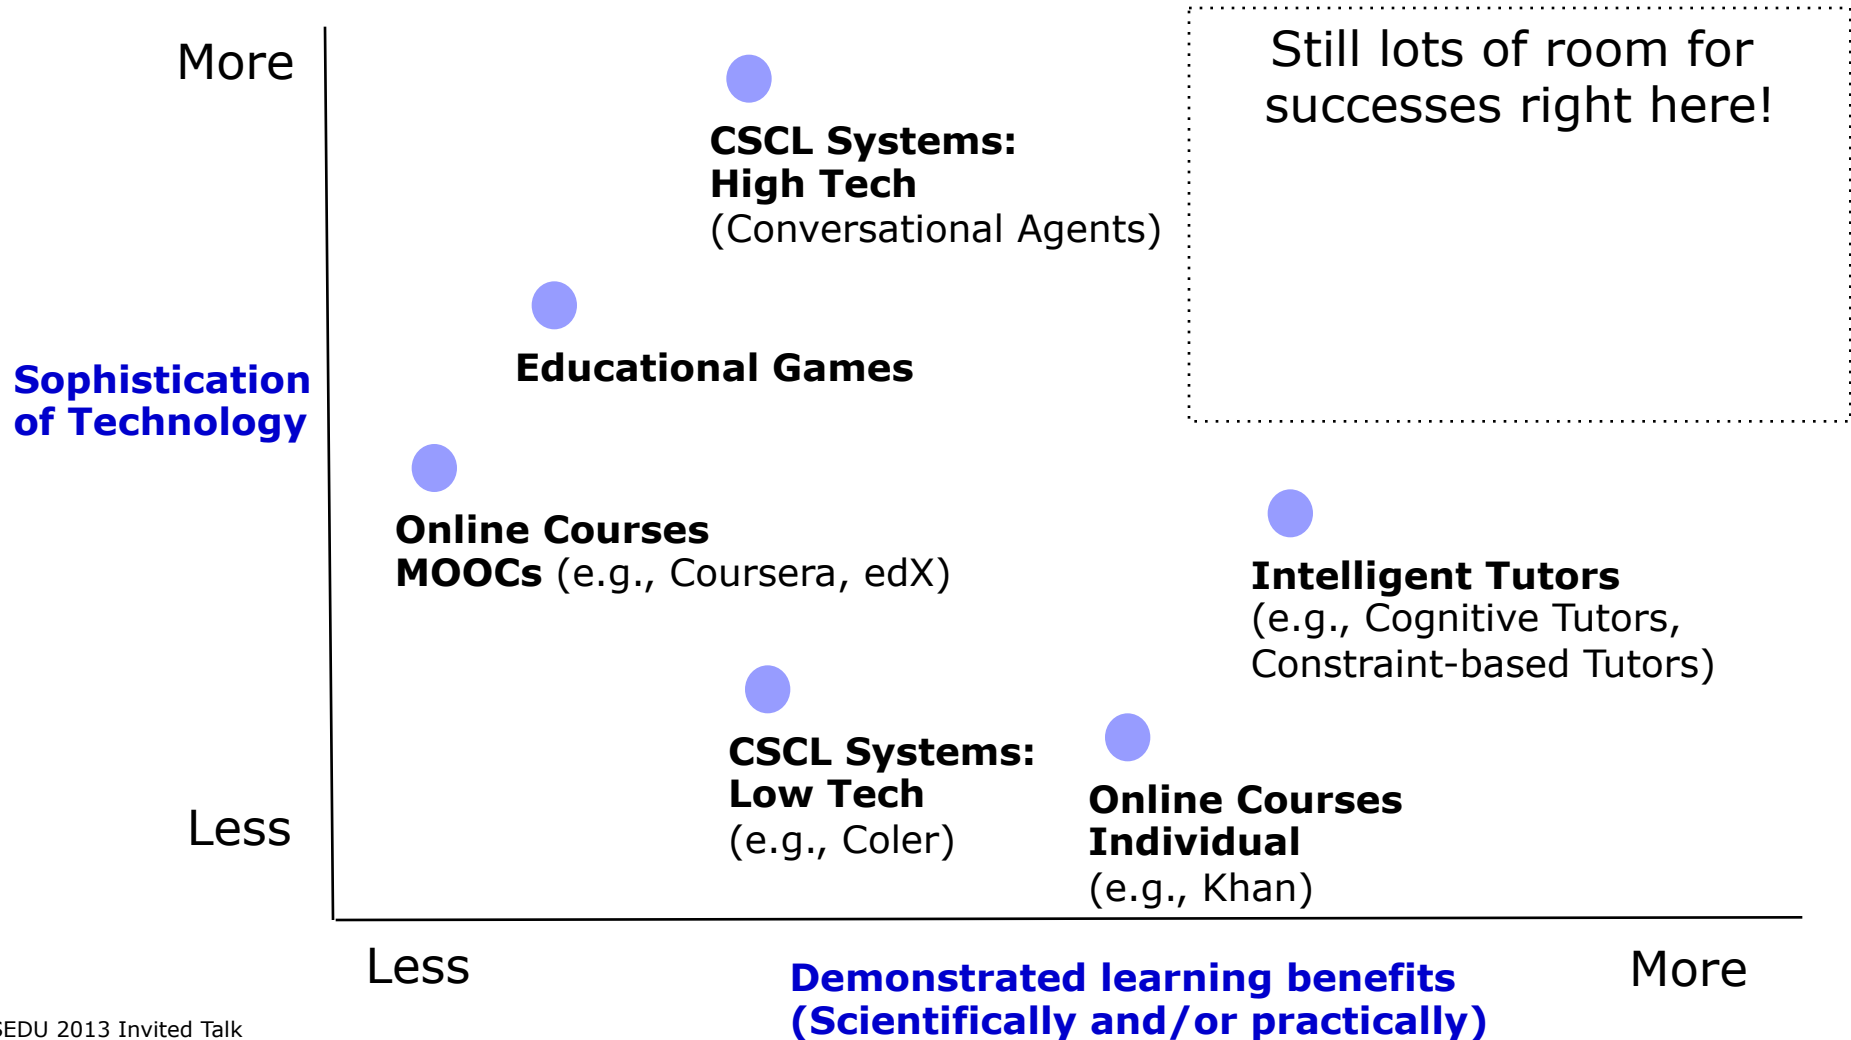 More
Still lots of room for
successes right here!
CSCL Systems:
High Tech
(Conversational Agents)
Educational Games
Sophistication
of Technology
Online Courses
MOOCs (e.g., Coursera, edX)
Intelligent Tutors
(e.g., Cognitive Tutors,
Constraint-based Tutors)
CSCL Systems:
Low Tech
(e.g., Coler)
Online Courses
Individual
(e.g., Khan)
Less
Less
Demonstrated learning benefits
(Scientifically and/or practically)
More
2013 Invited Talk